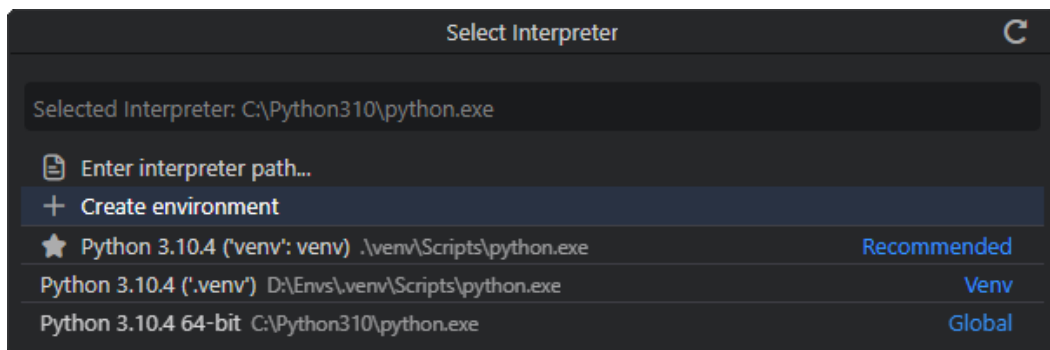 Select Interpreter
Selected Interpreter: C:\Python310\python.exe
Enter interpreter path...
Create environment
Python 3.10.4 ('venv': venv) .\venv\Scripts\python.exe Recommended
Python 3.10.4 ('.venv') D:\Envs\.venv\Scripts\python.exe Venv
Python 3.10.4 64-bit C:\Python310\python.exe Global